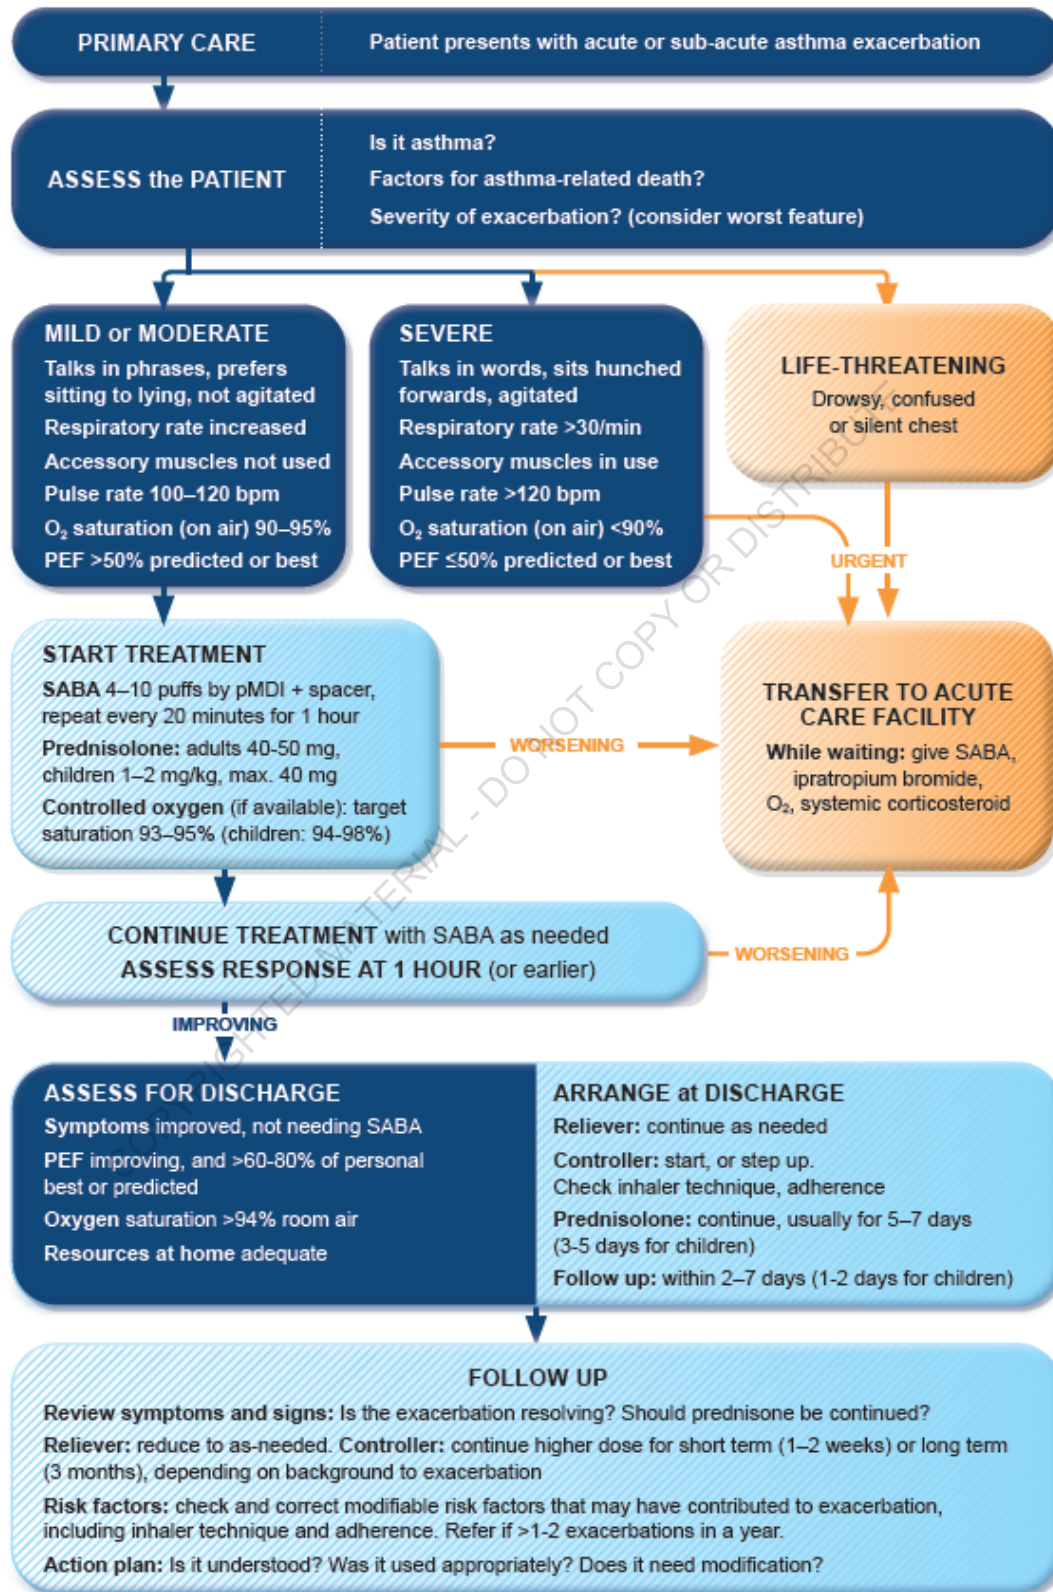 PRIMARY CARE
Patient presents with acute or sub-acute asthma exacerbation
ASSESS the PATIENT
Is it asthma?
Factors for asthma-related death?
Severity of exacerbation? (consider worst feature)
MILD or MODERATE
Talks in phrases, prefers
sitting to lying, not agitated
Respiratory rate increased
Accessory muscles not used
Pulse rate 100–120 bpm
O₂ saturation (on air) 90–95%
PEF >50% predicted or best
SEVERE
Talks in words, sits hunched
forwards, agitated
Respiratory rate >30/min
Accessory muscles in use
Pulse rate >120 bpm
O₂ saturation (on air) <90%
PEF ≤50% predicted or best
LIFE-THREATENING
Drowsy, confused
or silent chest
URGENT
START TREATMENT
SABA 4–10 puffs by pMDI + spacer,
repeat every 20 minutes for 1 hour
Prednisolone: adults 40-50 mg,
children 1–2 mg/kg, max. 40 mg
Controlled oxygen (if available): target
saturation 93–95% (children: 94-98%)
WORSENING
TRANSFER TO ACUTE
CARE FACILITY
While waiting: give SABA,
ipratropium bromide,
O₂, systemic corticosteroid
CONTINUE TREATMENT with SABA as needed
ASSESS RESPONSE AT 1 HOUR (or earlier)
WORSENING
IMPROVING
ASSESS FOR DISCHARGE
Symptoms improved, not needing SABA
PEF improving, and >60-80% of personal
best or predicted
Oxygen saturation >94% room air
Resources at home adequate
ARRANGE at DISCHARGE
Reliever: continue as needed
Controller: start, or step up.
Check inhaler technique, adherence
Prednisolone: continue, usually for 5–7 days
(3-5 days for children)
Follow up: within 2–7 days (1-2 days for children)
FOLLOW UP
Review symptoms and signs: Is the exacerbation resolving? Should prednisone be continued?
Reliever: reduce to as-needed. Controller: continue higher dose for short term (1–2 weeks) or long term
(3 months), depending on background to exacerbation
Risk factors: check and correct modifiable risk factors that may have contributed to exacerbation,
including inhaler technique and adherence. Refer if >1-2 exacerbations in a year.
Action plan: Is it understood? Was it used appropriately? Does it need modification?
COPYRIGHTED MATERIAL - DO NOT COPY OR DISTRIBUTE